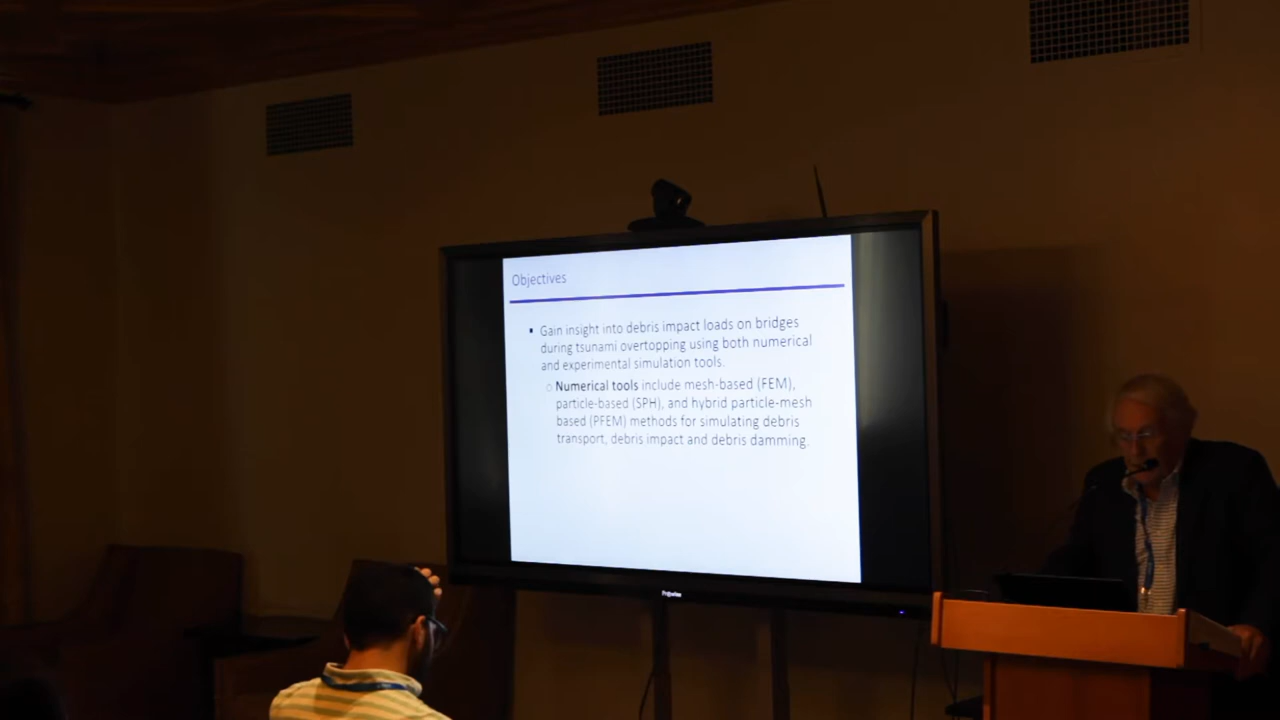 Objectives
▪ Gain insight into debris impact loads on bridges
during tsunami overtopping using both numerical
and experimental simulation tools.
○ Numerical tools include mesh-based (FEM),
particle-based (SPH), and hybrid particle-mesh
based (PFEM) methods for simulating debris
transport, debris impact and debris damming.